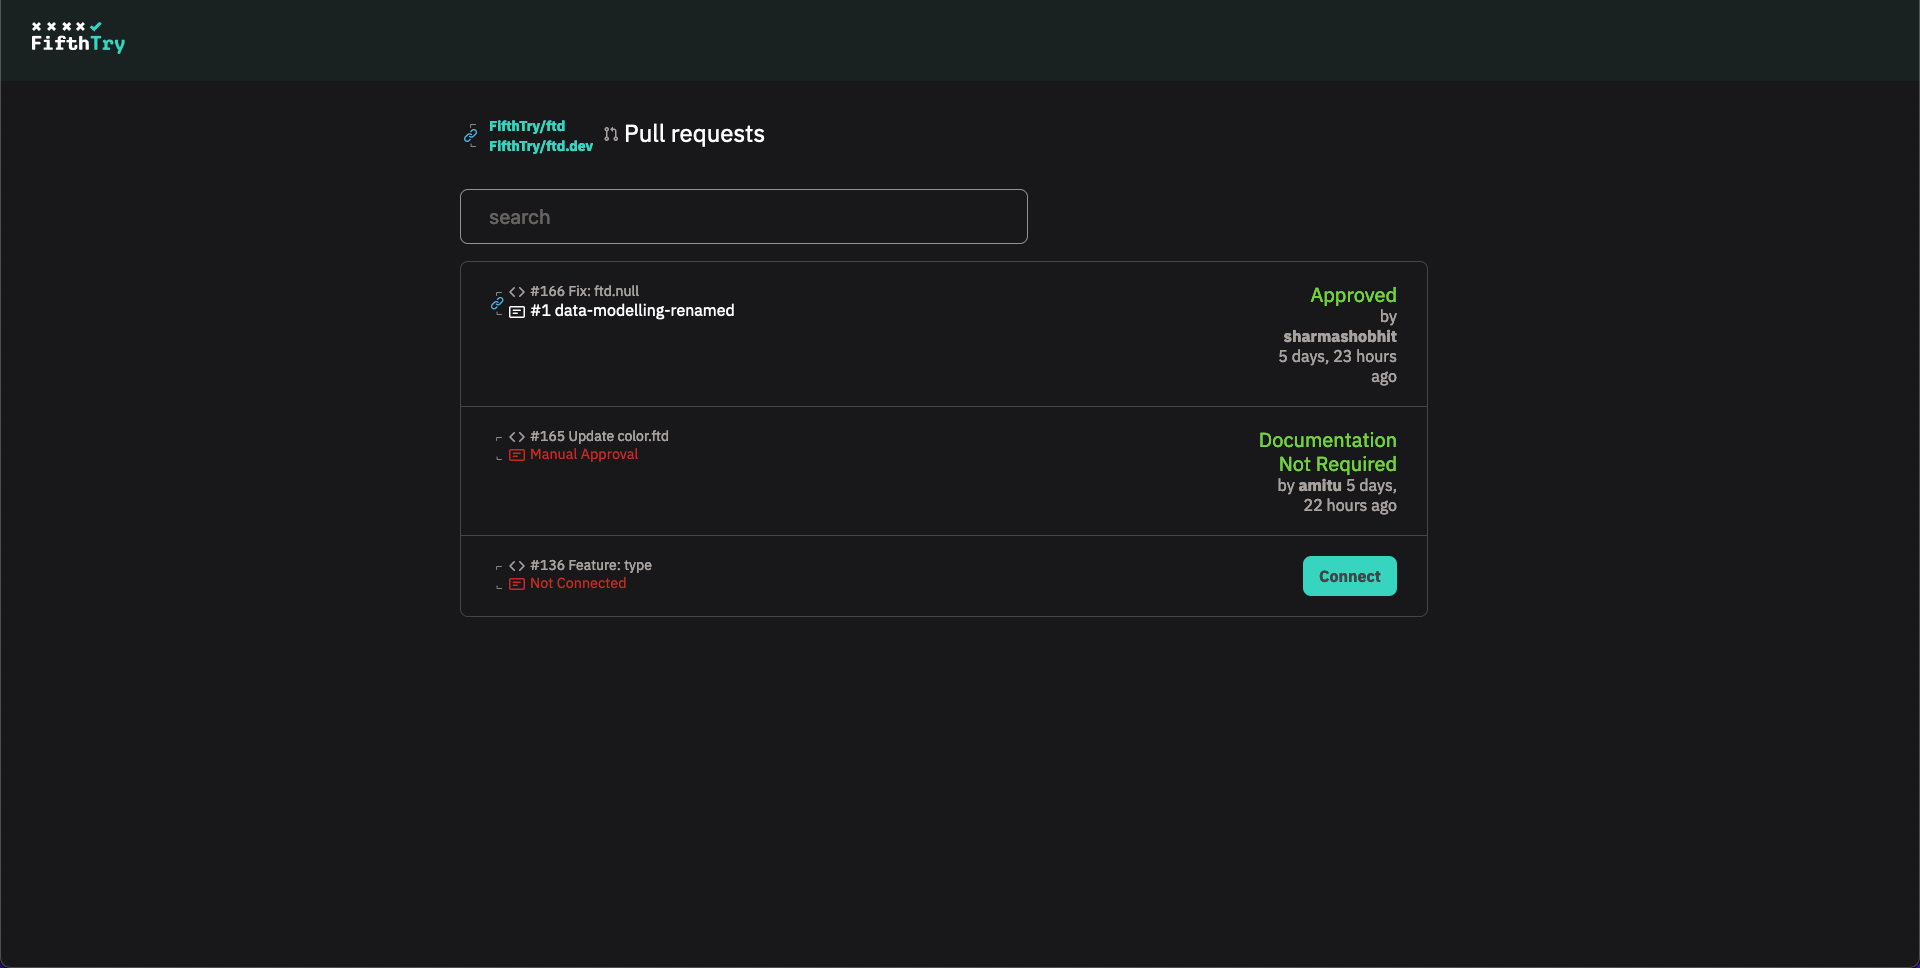 FifthTry
FifthTry/ftd
FifthTry/ftd.dev
Pull requests
search
#166 Fix: ftd.null
#1 data-modelling-renamed
Approved
by
sharmashobhit
5 days, 23 hours
ago
#165 Update color.ftd
Manual Approval
Documentation
Not Required
by amitu 5 days,
22 hours ago
#136 Feature: type
Not Connected
Connect